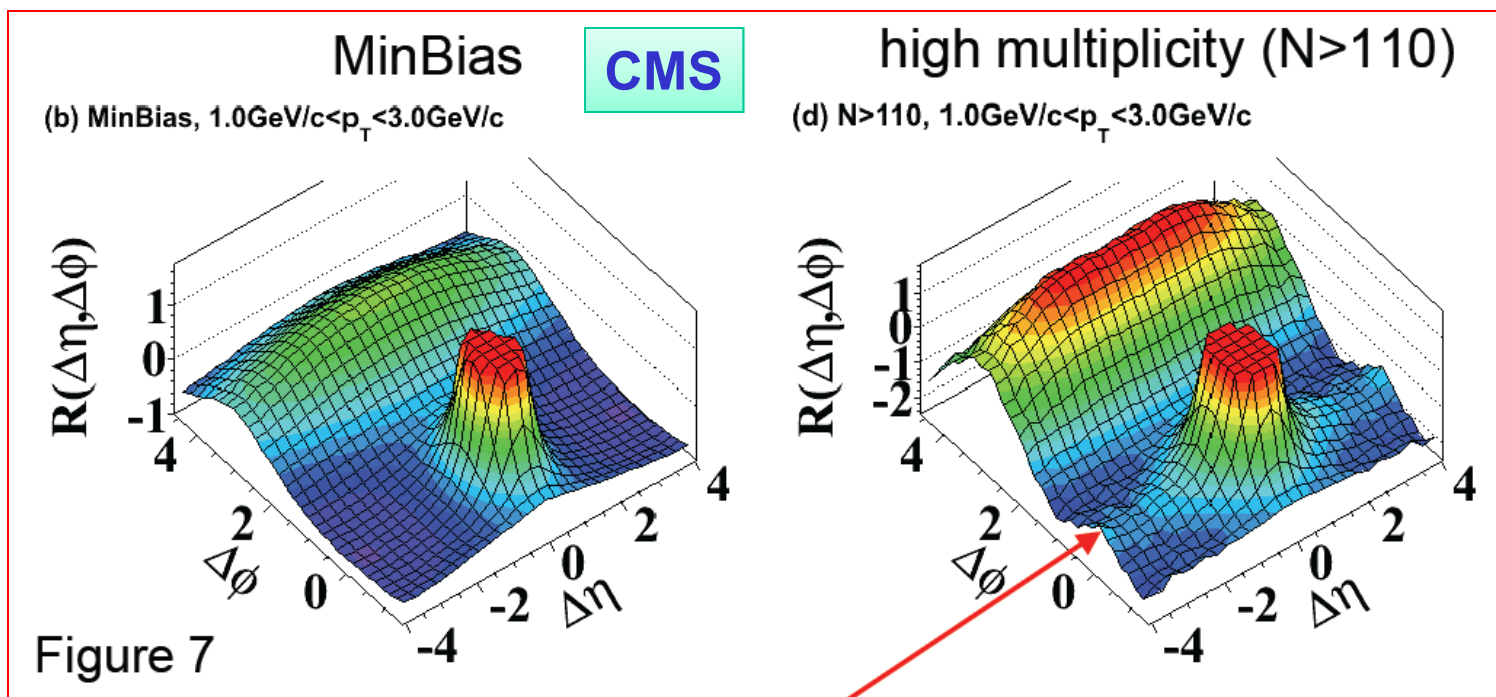 MinBias
CMS
high multiplicity (N>110)
(b) MinBias, 1.0GeV/c<p_T<3.0GeV/c
(d) N>110, 1.0GeV/c<p_T<3.0GeV/c
R(Δη,Δϕ)
1
0
-1
4
2
0
Δϕ
-4
-2
0
2
4
Δη
R(Δη,Δϕ)
1
0
-1
-2
4
2
0
Δϕ
-4
-2
0
2
4
Δη
Figure 7